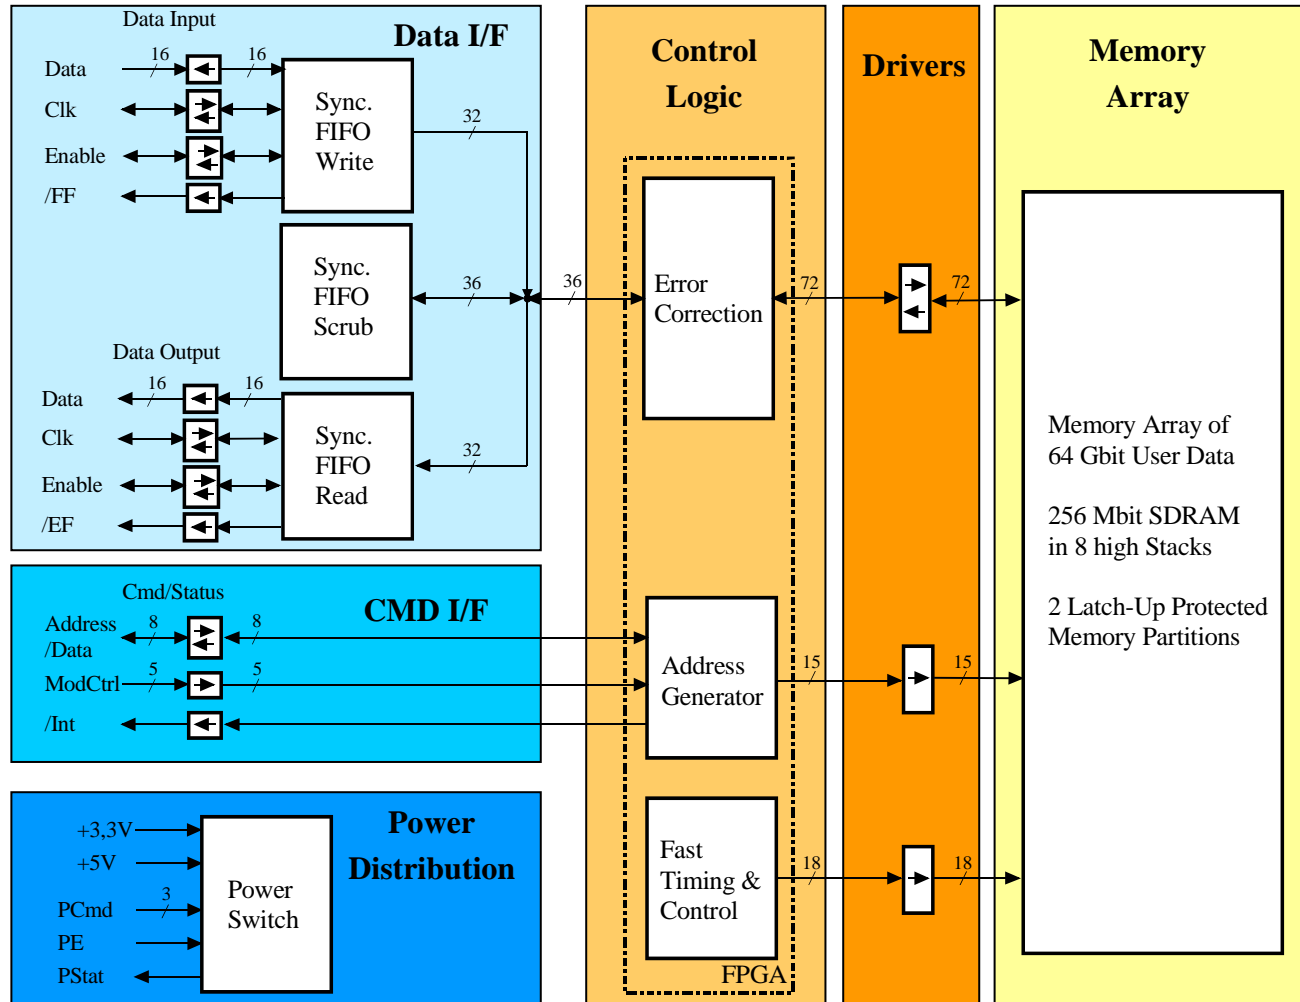 Data Input
Data I/F
Data
16
16
Clk
Enable
/FF
Sync.
FIFO
Write
32
Sync.
FIFO
Scrub
36
36
Data Output
Data
16
16
Clk
Enable
/EF
Sync.
FIFO
Read
32
Cmd/Status
CMD I/F
Address
/Data
8
8
ModCtrl
5
5
/Int
Power
Distribution
+3,3V
+5V
PCmd
3
PE
PStat
Power
Switch
Control
Logic
Error
Correction
72
Address
Generator
15
Fast
Timing &
Control
18
FPGA
Drivers
72
15
18
Memory
Array
Memory Array of
64 Gbit User Data
256 Mbit SDRAM
in 8 high Stacks
2 Latch-Up Protected
Memory Partitions